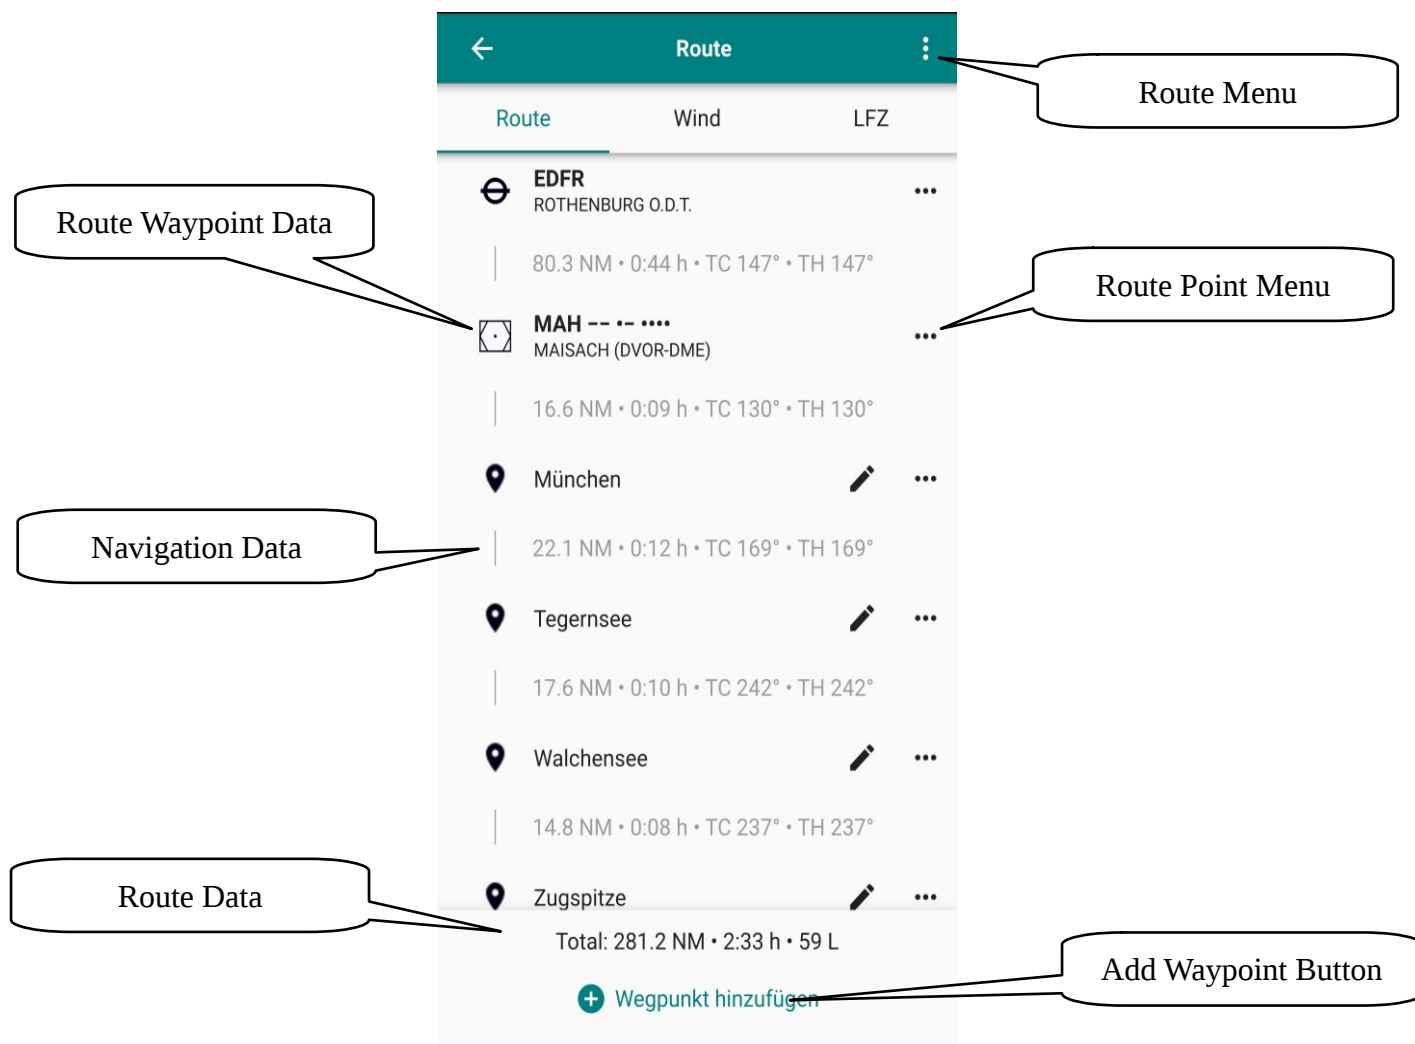 Route
Route Menu
Route Wind LFZ
EDFR
ROTHENBURG O.D.T.
Route Waypoint Data
80.3 NM • 0:44 h • TC 147° • TH 147°
Route Point Menu
MAH −− •− ••••
MAISACH (DVOR-DME)
16.6 NM • 0:09 h • TC 130° • TH 130°
München
Navigation Data
22.1 NM • 0:12 h • TC 169° • TH 169°
Tegernsee
17.6 NM • 0:10 h • TC 242° • TH 242°
Walchensee
14.8 NM • 0:08 h • TC 237° • TH 237°
Route Data
Zugspitze
Total: 281.2 NM • 2:33 h • 59 L
Add Waypoint Button
Wegpunkt hinzufügen